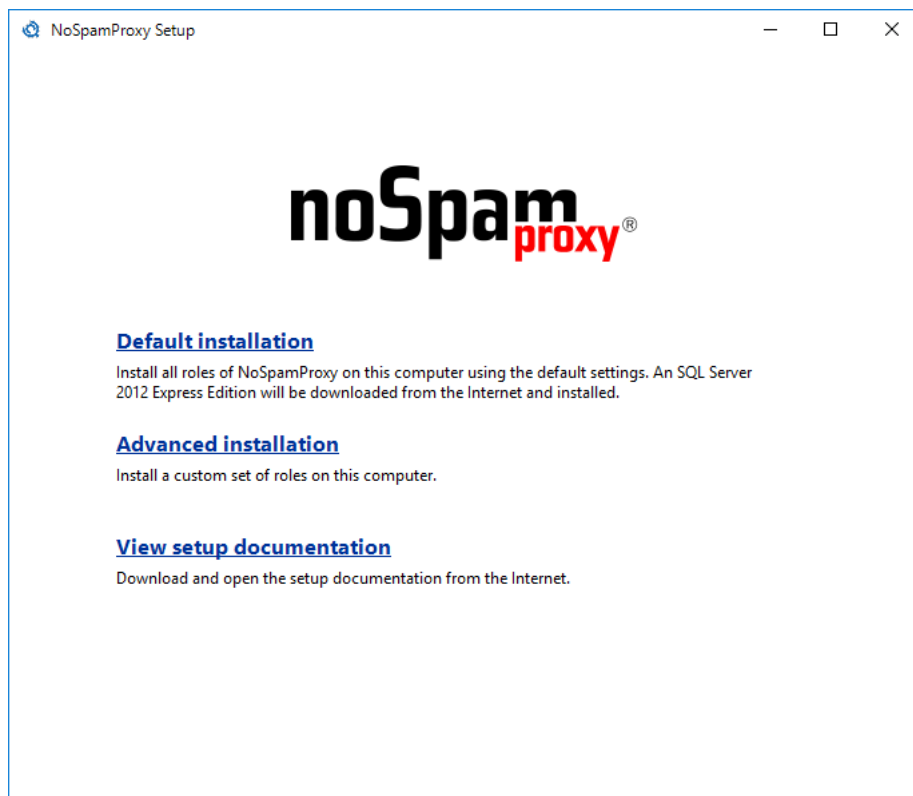 NoSpamProxy Setup
noSpam
proxy®
Default installation
Install all roles of NoSpamProxy on this computer using the default settings. An SQL Server
2012 Express Edition will be downloaded from the Internet and installed.
Advanced installation
Install a custom set of roles on this computer.
View setup documentation
Download and open the setup documentation from the Internet.